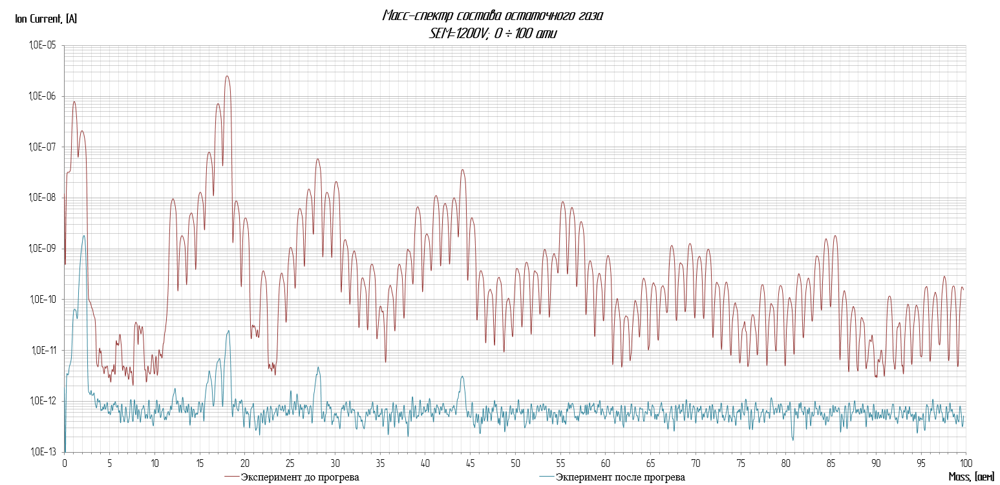 Ion Current, [A]
Масс-спектр состава остаточного газа
SEM=1200V; 0 ÷ 100 amu
1,0E-05
1,0E-06
1,0E-07
1,0E-08
1,0E-09
1,0E-10
1,0E-11
1,0E-12
1,0E-13
0 5 10 15 20 25 30 35 40 45 50 55 60 65 70 75 80 85 90 95 100
Эксперимент до прогрева Экперимент после прогрева Mass, [аем]